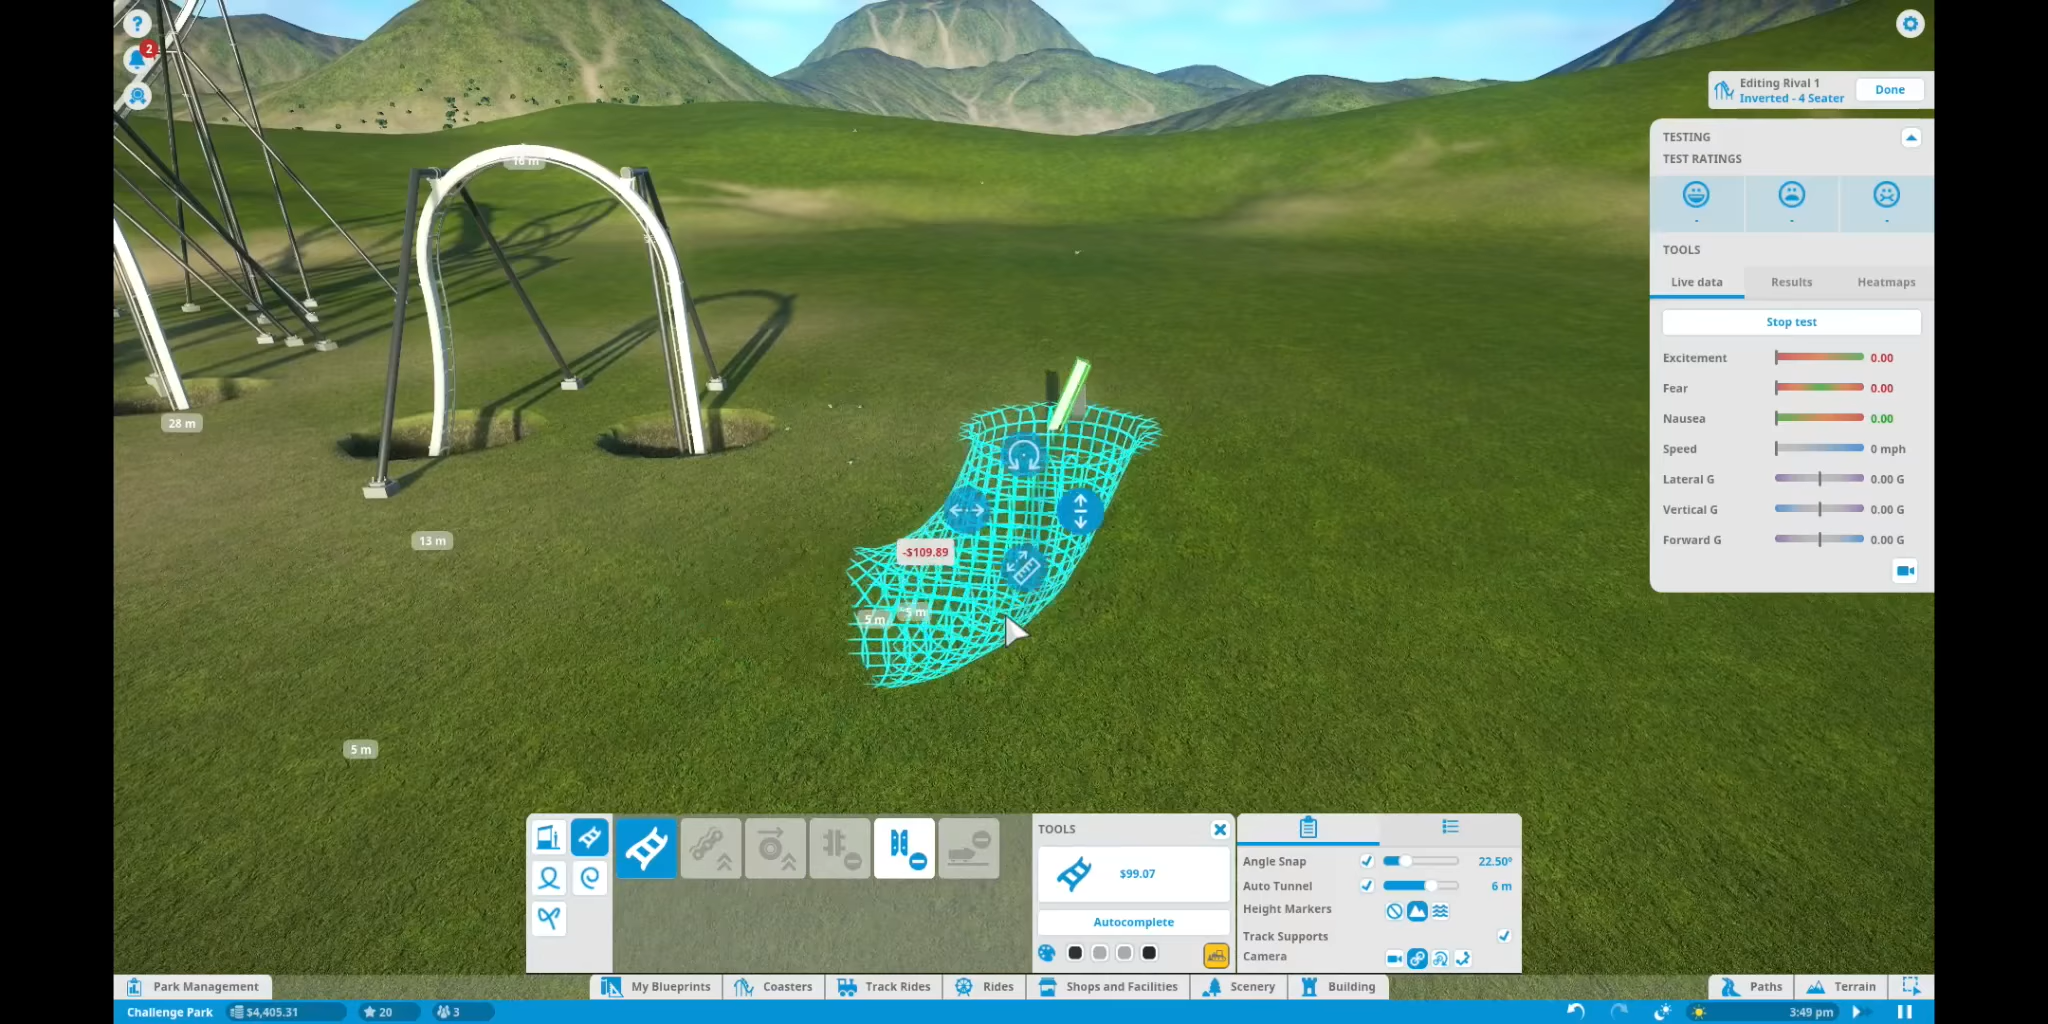 ?
2
Editing Rival 1
Inverted - 4 Seater
Done
TESTING
TEST RATINGS
-
-
-
TOOLS
Live data
Results
Heatmaps
Stop test
Excitement
0.00
Fear
0.00
Nausea
0.00
Speed
0 mph
Lateral G
0.00 G
Vertical G
0.00 G
Forward G
0.00 G
16 m
28 m
13 m
-$109.89
5 m
5 m
5 m
TOOLS
$99.07
Autocomplete
Angle Snap
22.50°
Auto Tunnel
6 m
Height Markers
Track Supports
Camera
Park Management
My Blueprints
Coasters
Track Rides
Rides
Shops and Facilities
Scenery
Building
Paths
Terrain
Challenge Park
$4,405.31
20
3
3:49 pm